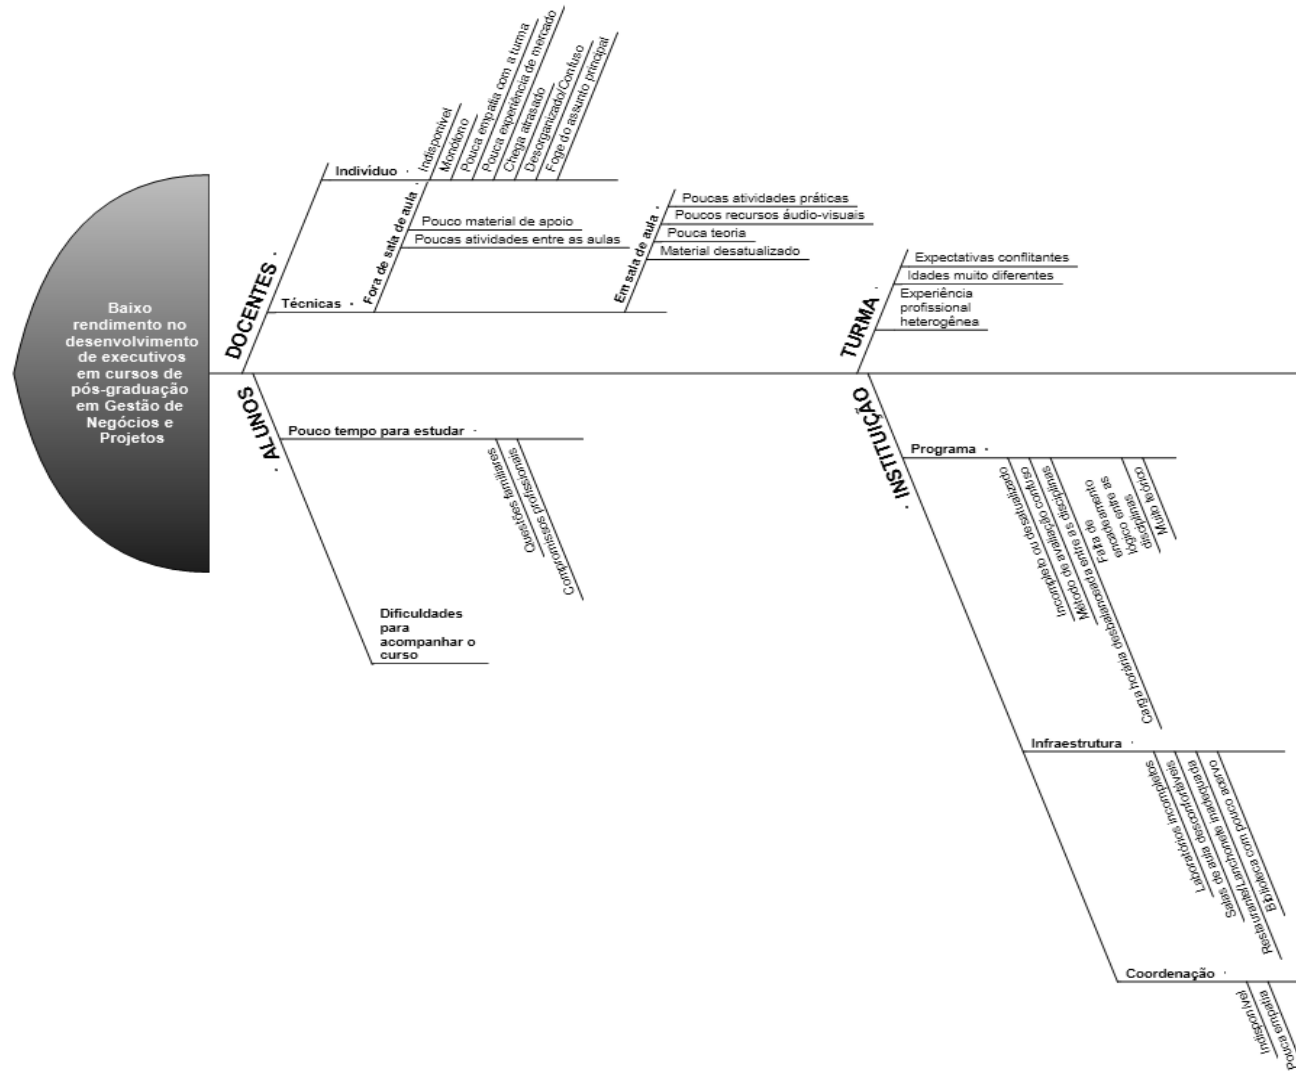 Baixo
rendimento no
desenvolvimento
de executivos
em cursos de
pós-graduação
em Gestão de
Negócios e
Projetos
DOCENTES
Indivíduo
Indisponível
Monótono
Pouca empatia com a turma
Pouca experiência de mercado
Chega atrasado
Desorganizado/Confuso
Foge do assunto principal
Técnicas
Fora de sala de aula
Pouco material de apoio
Poucas atividades entre as aulas
Em sala de aula
Poucas atividades práticas
Poucos recursos áudio-visuais
Pouca teoria
Material desatualizado
TURMA
Expectativas conflitantes
Idades muito diferentes
Experiência
profissional
heterogênea
ALUNOS
Pouco tempo para estudar
Questões familiares
Compromissos profissionais
Dificuldades
para
acompanhar o
curso
INSTITUIÇÃO
Programa
Incompleto ou desatualizado
Método de avaliação confuso
Carga horária desbalanceada entre as disciplinas
Falta de
encadeamento
lógico entre as
disciplinas
Muito teórico
Infraestrutura
Laboratórios incompletos
Salas de aula desconfortáveis
Restaurante/Lanchonete inadequada
Biblioteca com pouco acervo
Coordenação
Indisponível
Pouca empatia